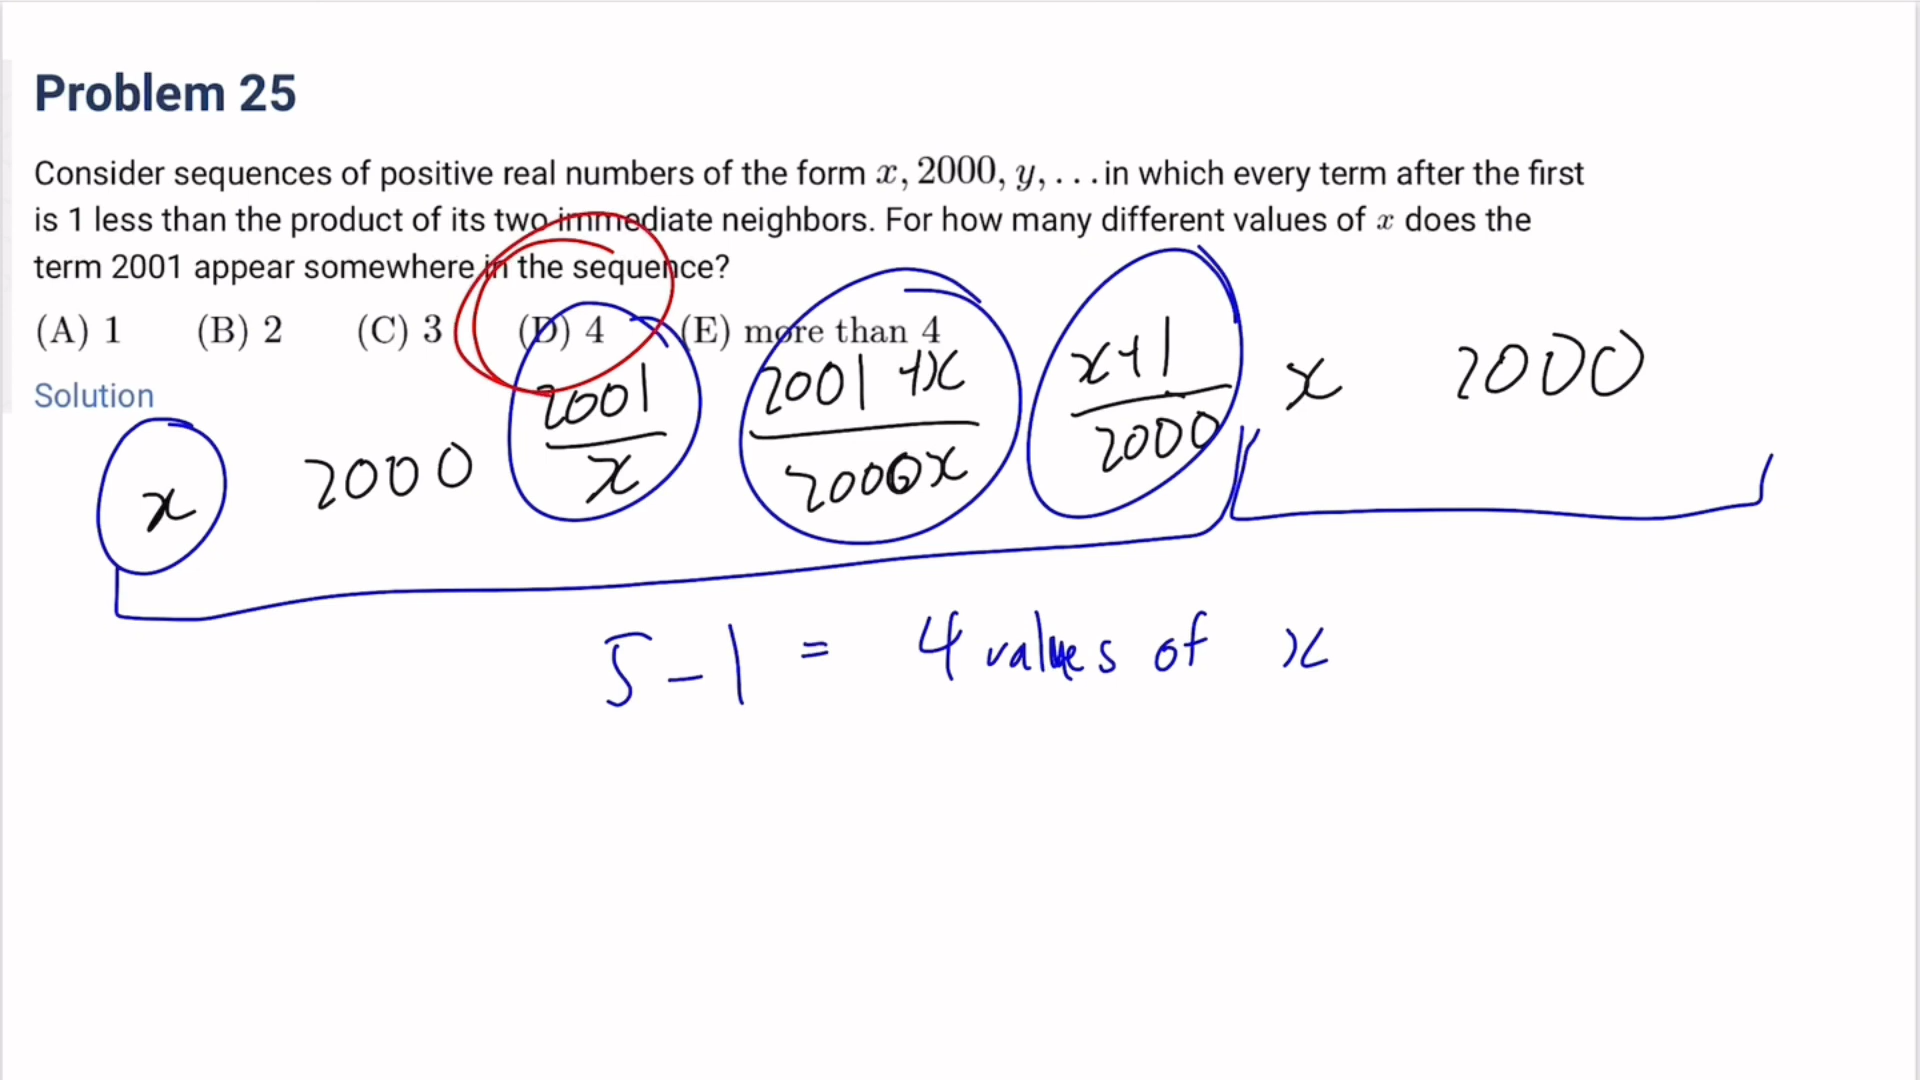 Problem 25
Consider sequences of positive real numbers of the form x, 2000, y, . . . in which every term after the first
is 1 less than the product of its two immediate neighbors. For how many different values of x does the
term 2001 appear somewhere in the sequence?
(A) 1 (B) 2 (C) 3 (D) 4 (E) more than 4
Solution
x 2000 2001/x 2001+x/2000x x+1/2000 x 2000
5 - 1 = 4 values of x